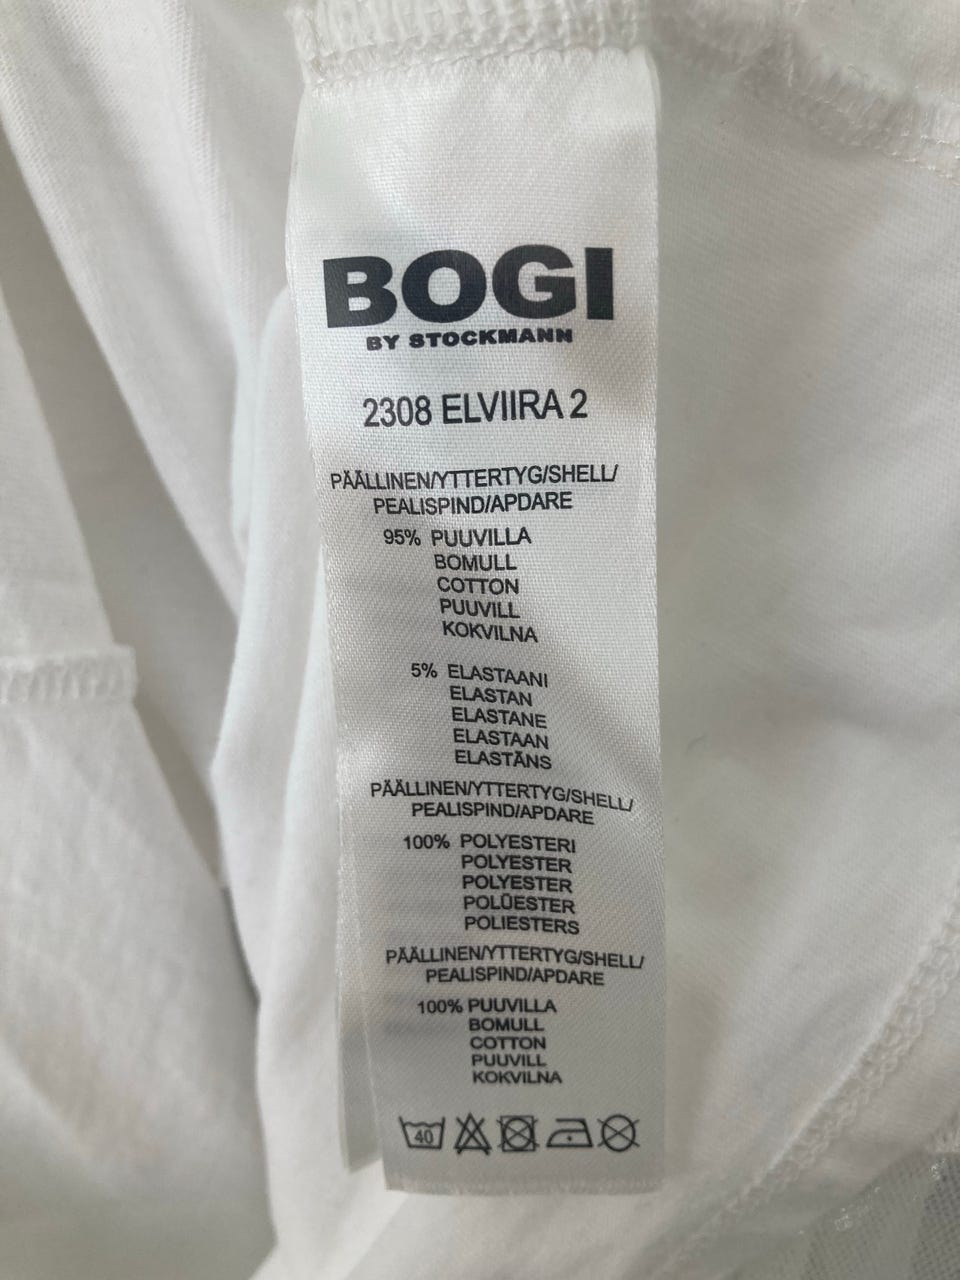 BOGI
BY STOCKMANN
2308 ELVIIRA 2
PÄÄLLINEN/YTTERTYG/SHELL/
PEALISPIND/APDARE
95% PUUVILLA
BOMULL
COTTON
PUUVILL
KOKVILNA
5% ELASTAANI
ELASTAN
ELASTANE
ELASTAAN
ELASTĀNS
PÄÄLLINEN/YTTERTYG/SHELL/
PEALISPIND/APDARE
100% POLYESTERI
POLYESTER
POLYESTER
POLÜESTER
POLIESTERS
PÄÄLLINEN/YTTERTYG/SHELL/
PEALISPIND/APDARE
100% PUUVILLA
BOMULL
COTTON
PUUVILL
KOKVILNA
40